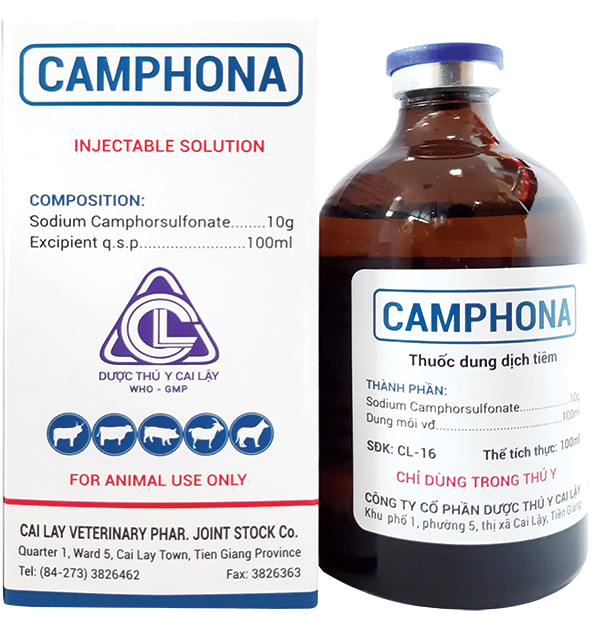 CAMPHONA
INJECTABLE SOLUTION
COMPOSITION:
Sodium Camphorsulfonate........10g
Excipient q.s.p.........................100ml
CL
DƯỢC THÚ Y CAI LẬY
WHO - GMP
FOR ANIMAL USE ONLY
CAI LAY VETERINARY PHAR. JOINT STOCK Co.
Quarter 1, Ward 5, Cai Lay Town, Tien Giang Province
Tel: (84-273) 3826462 Fax: 3826363
CAMPHONA
Thuốc dung dịch tiêm
THÀNH PHẦN:
Sodium Camphorsulfonate....................10g
Dung môi vđ.................................100ml
SĐK: CL-16 Thể tích thực: 100ml
CHỈ DÙNG TRONG THÚ Y
CÔNG TY CỔ PHẦN DƯỢC THÚ Y CAI LẬY
Khu phố 1, phường 5, thị xã Cai Lậy, Tiền Giang